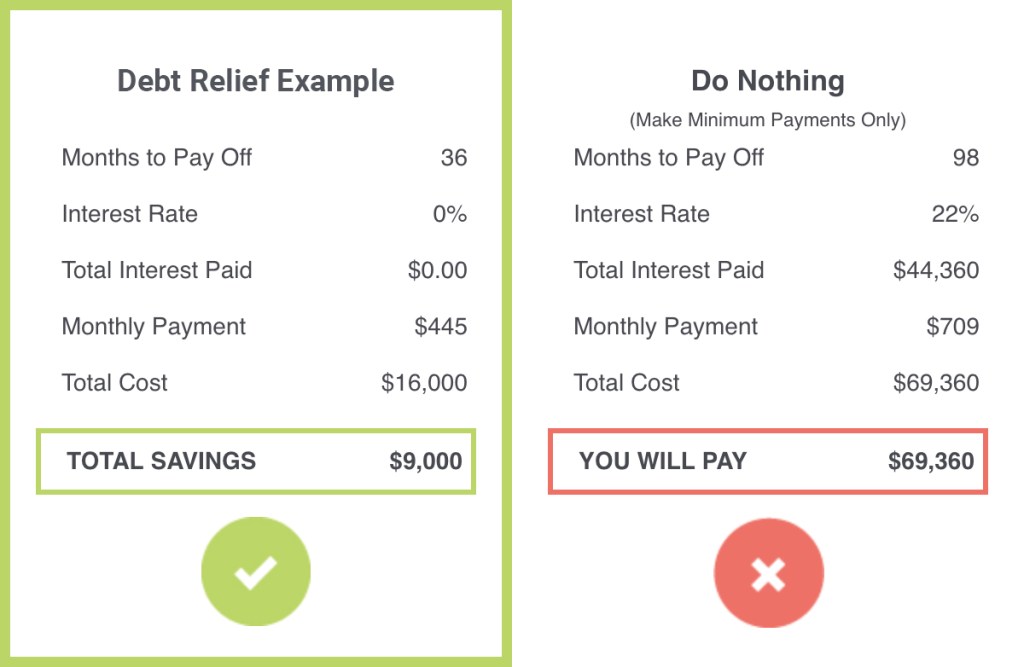 Debt Relief Example
Months to Pay Off 36
Interest Rate 0%
Total Interest Paid $0.00
Monthly Payment $445
Total Cost $16,000
TOTAL SAVINGS $9,000
Do Nothing
(Make Minimum Payments Only)
Months to Pay Off 98
Interest Rate 22%
Total Interest Paid $44,360
Monthly Payment $709
Total Cost $69,360
YOU WILL PAY $69,360